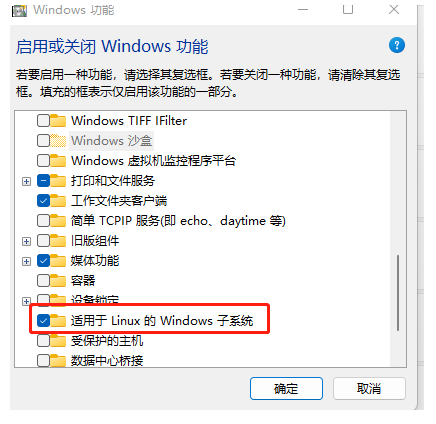 Windows 功能
启用或关闭 Windows 功能
若要启用一种功能，请选择其复选框。若要关闭一种功能，请清除其复选
框。填充的框表示仅启用该功能的一部分。
Windows TIFF IFilter
Windows 沙盒
Windows 虚拟机监控程序平台
打印和文件服务
工作文件夹客户端
简单 TCPIP 服务(即 echo、daytime 等)
旧版组件
媒体功能
容器
设备锁定
适用于 Linux 的 Windows 子系统
受保护的主机
数据中心桥接
确定
取消